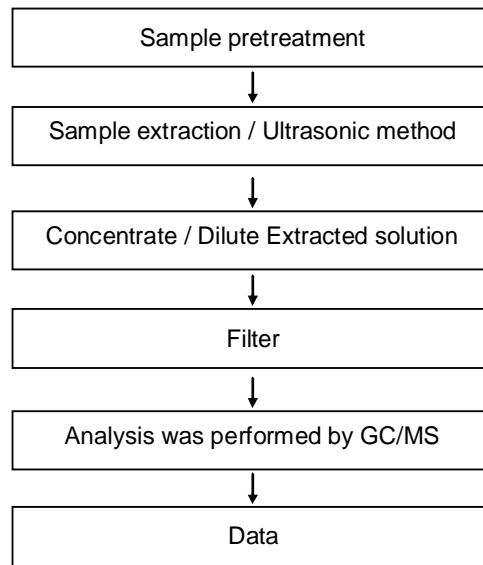 Sample pretreatment
Sample extraction / Ultrasonic method
Concentrate / Dilute Extracted solution
Filter
Analysis was performed by GC/MS
Data